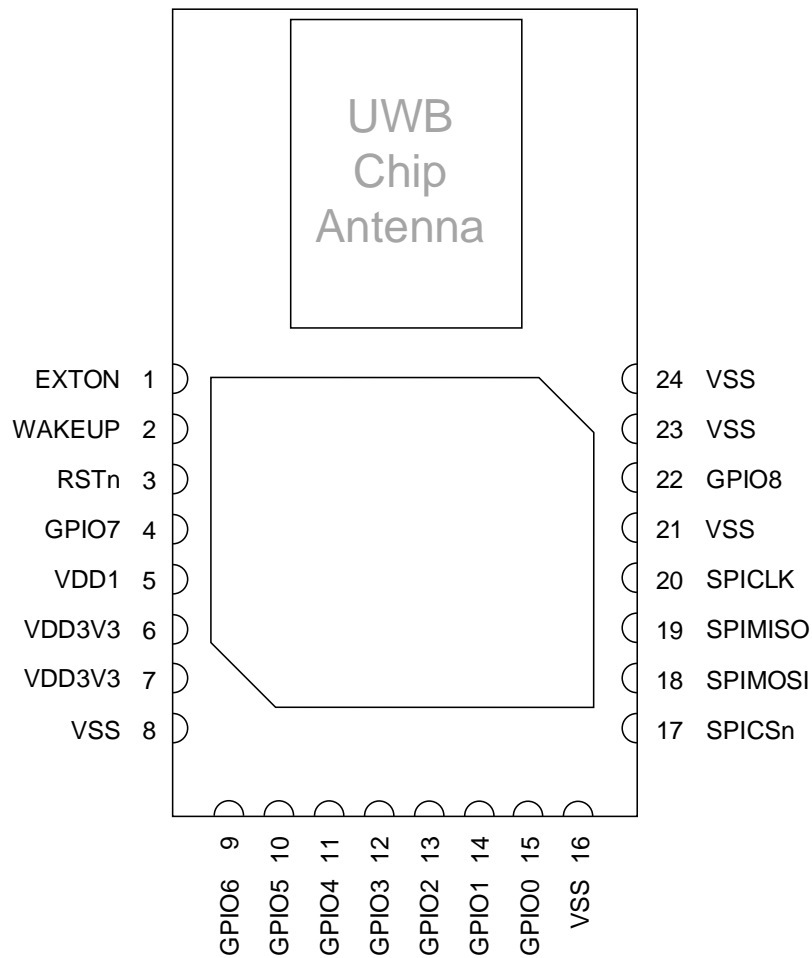 UWB
Chip
Antenna
EXTON 1
WAKEUP 2
RSTn 3
GPIO7 4
VDD1 5
VDD3V3 6
VDD3V3 7
VSS 8
24 VSS
23 VSS
22 GPIO8
21 VSS
20 SPICLK
19 SPIMISO
18 SPIMOSI
17 SPICSn
GPIO6 9
GPIO5 10
GPIO4 11
GPIO3 12
GPIO2 13
GPIO1 14
GPIO0 15
VSS 16